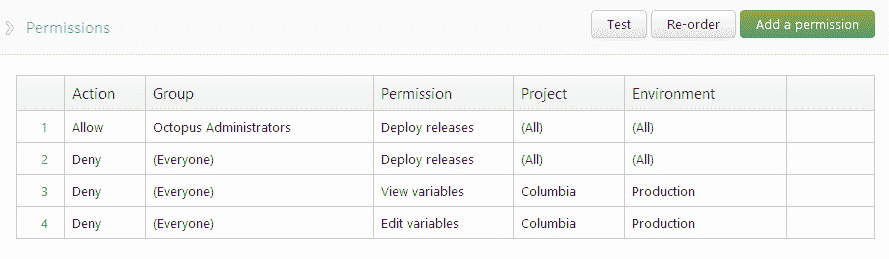 Permissions Test Re-order Add a permission
Action Group Permission Project Environment
1 Allow Octopus Administrators Deploy releases (All) (All)
2 Deny (Everyone) Deploy releases (All) (All)
3 Deny (Everyone) View variables Columbia Production
4 Deny (Everyone) Edit variables Columbia Production